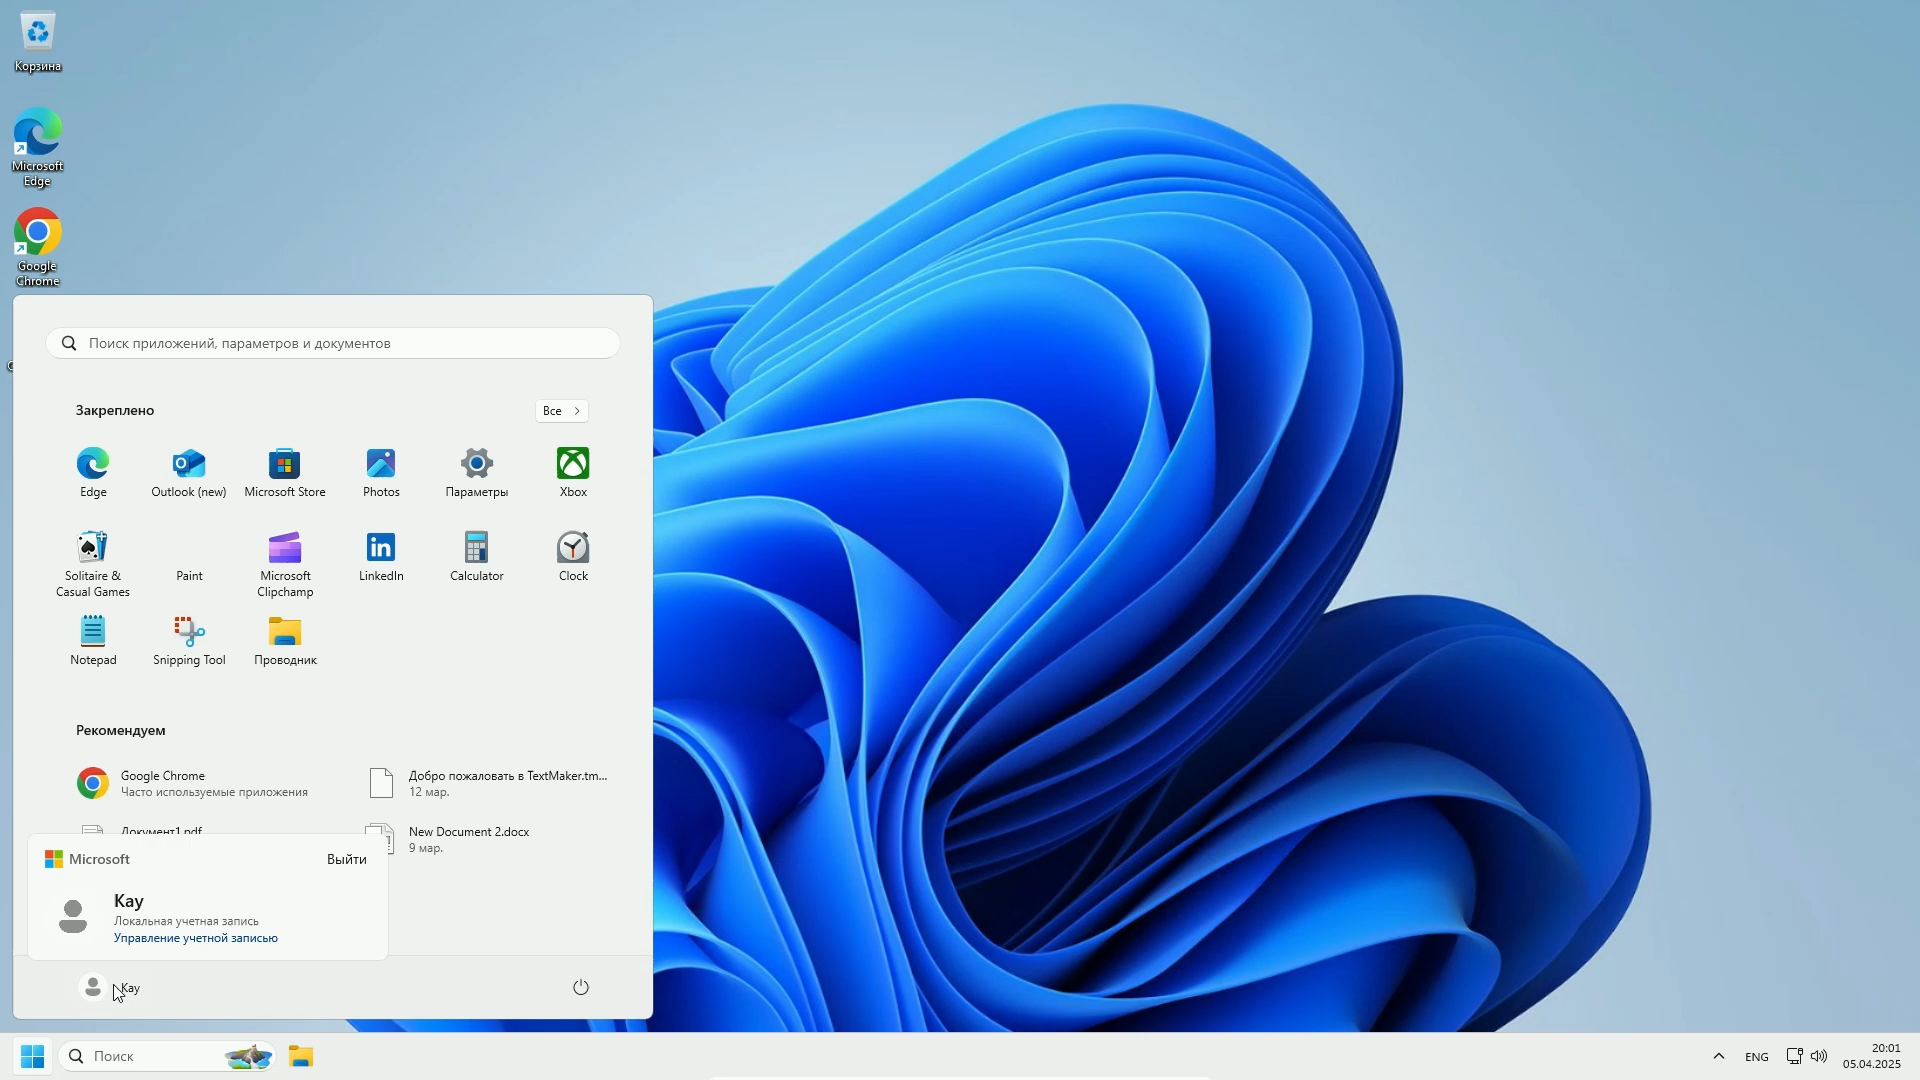 Корзина
Microsoft
Edge
Google
Chrome
Поиск приложений, параметров и документов
Закреплено
Все
Edge
Outlook (new)
Microsoft Store
Photos
Параметры
Xbox
Solitaire &
Casual Games
Paint
Microsoft
Clipchamp
LinkedIn
Calculator
Clock
Notepad
Snipping Tool
Проводник
Рекомендуем
Google Chrome
Часто используемые приложения
Добро пожаловать в TextMaker.tm...
12 мар.
Документ1.pdf
New Document 2.docx
9 мар.
Microsoft
Выйти
Kay
Локальная учетная запись
Управление учетной записью
Kay
Поиск
ENG
20:01
05.04.2025